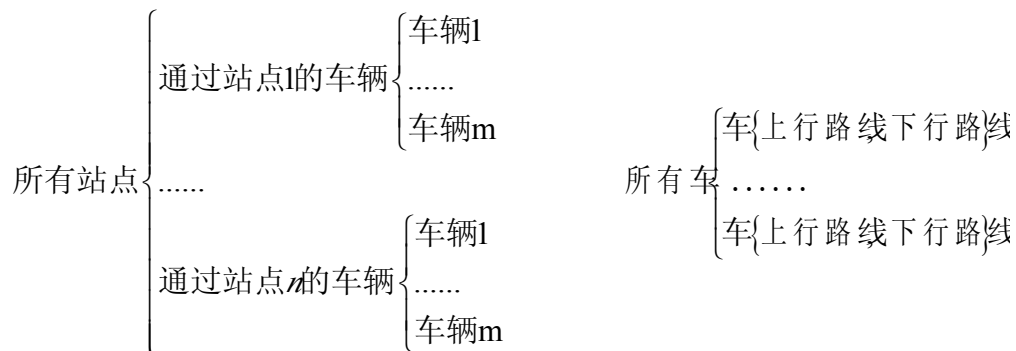 所有站点
通过站点1的车辆
车辆1
......
车辆m
......
通过站点n的车辆
车辆1
......
车辆m
所有车
车{上行路线,下行路}线
......
车{上行路线,下行路}线